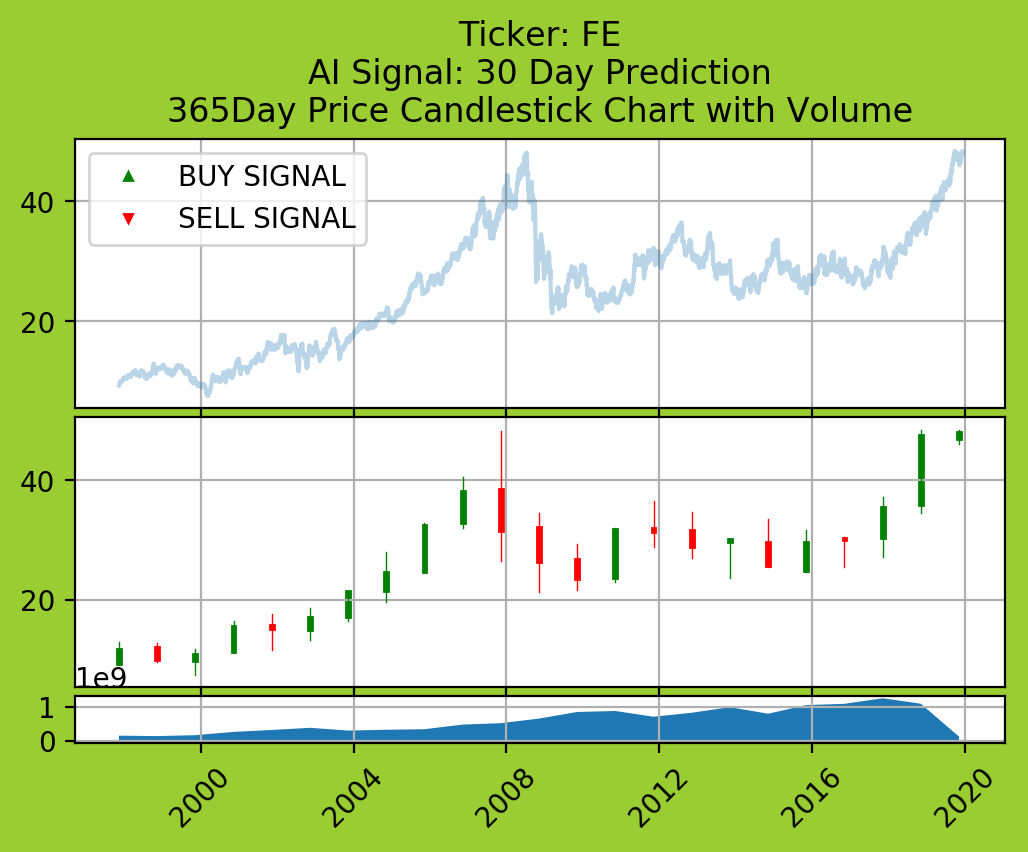 Ticker: FE
AI Signal: 30 Day Prediction
365Day Price Candlestick Chart with Volume
BUY SIGNAL
SELL SIGNAL
40
20
40
20
1e9
1
0
2000
2004
2008
2012
2016
2020